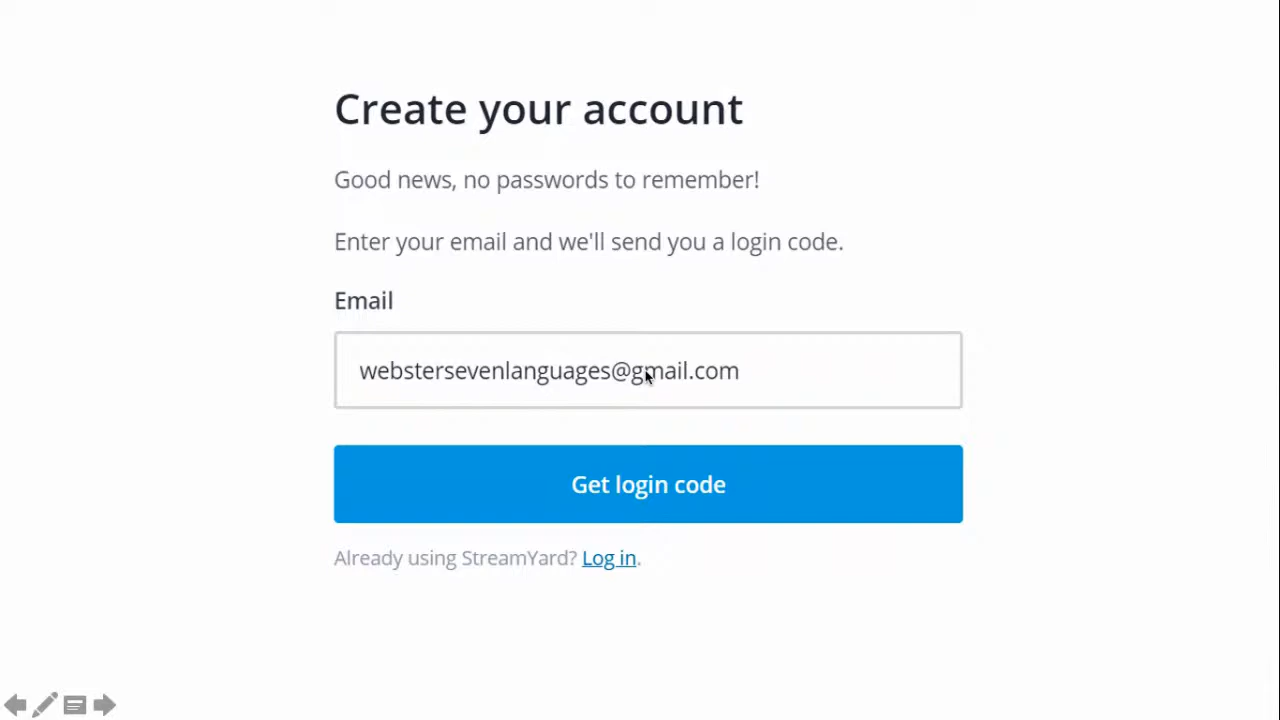 Create your account
Good news, no passwords to remember!
Enter your email and we'll send you a login code.
Email
webstersevenlanguages@gmail.com
Get login code
Already using StreamYard? Log in.